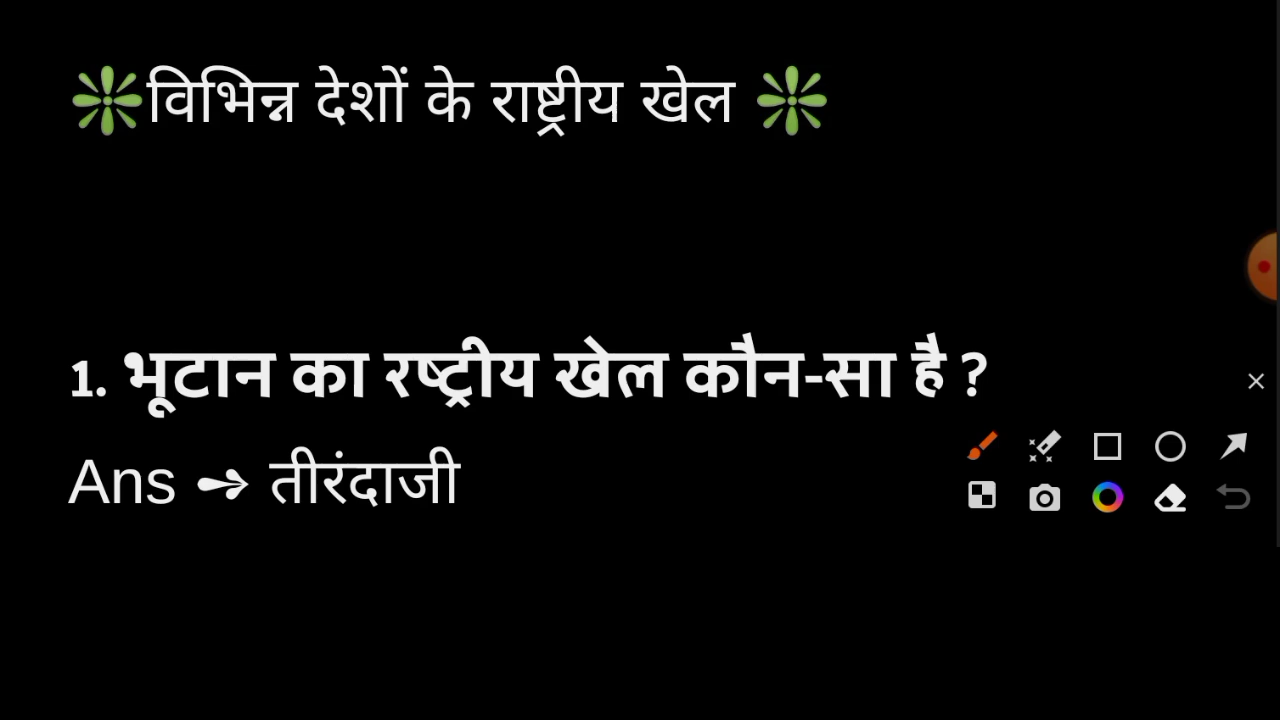 ❇विभिन्न देशों के राष्ट्रीय खेल ❇
1. भूटान का रष्ट्रीय खेल कौन-सा है ?
Ans ➺ तीरंदाजी